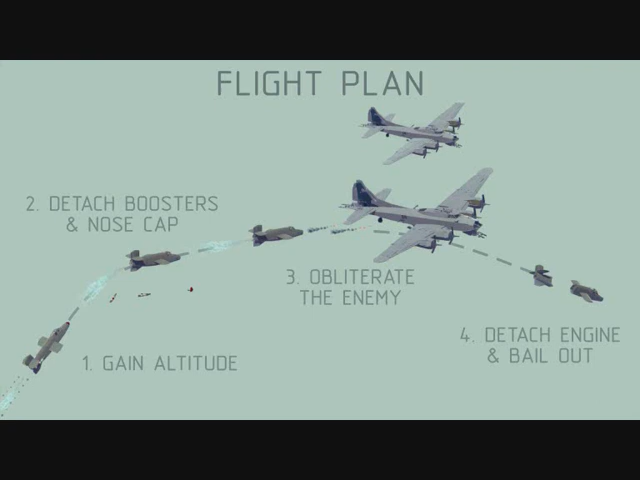 FLIGHT PLAN
2. DETACH BOOSTERS
& NOSE CAP
3. OBLITERATE
THE ENEMY
4. DETACH ENGINE
& BAIL OUT
1. GAIN ALTITUDE